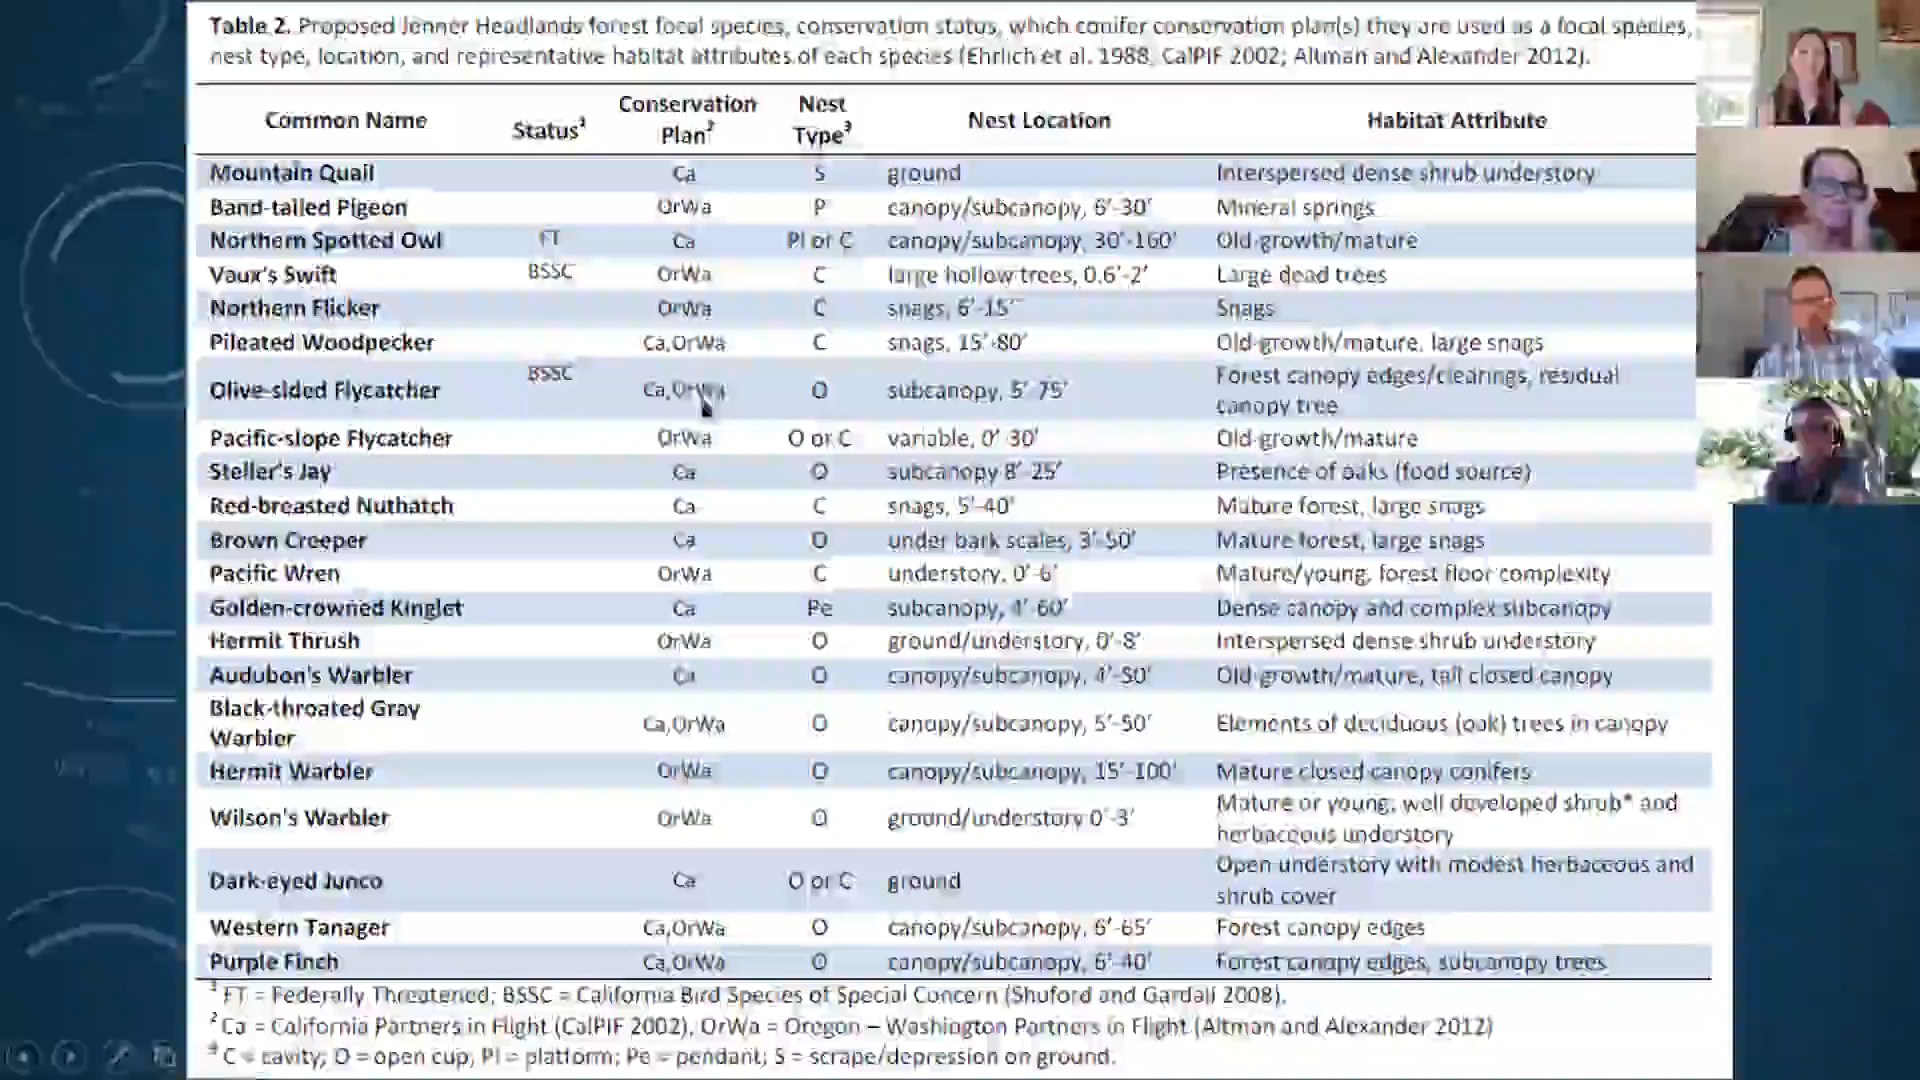 Table 2. Proposed Jenner Headlands forest focal species, conservation status, which conifer conservation plan(s) they are used as a focal species,
nest type, location, and representative habitat attributes of each species (Ehrlich et al. 1988, CalPIF 2002; Altman and Alexander 2012).
Common Name Status¹ Conservation Plan² Nest Type³ Nest Location Habitat Attribute
Mountain Quail Ca S ground Interspersed dense shrub understory
Band-tailed Pigeon OrWa P canopy/subcanopy, 6'-30' Mineral springs
Northern Spotted Owl FT Ca Pl or C canopy/subcanopy, 30'-160' Old-growth/mature
Vaux's Swift BSSC OrWa C large hollow trees, 0.6'-2' Large dead trees
Northern Flicker OrWa C snags, 6'-15' Snags
Pileated Woodpecker Ca,OrWa C snags, 15'-80' Old-growth/mature, large snags
Olive-sided Flycatcher BSSC Ca,OrWa O subcanopy, 5'-75' Forest canopy edges/clearings, residual
canopy tree
Pacific-slope Flycatcher OrWa O or C variable, 0'-30' Old-growth/mature
Steller's Jay Ca O subcanopy 8'-25' Presence of oaks (food source)
Red-breasted Nuthatch Ca C snags, 5'-40' Mature forest, large snags
Brown Creeper Ca O under bark scales, 3'-50' Mature forest, large snags
Pacific Wren OrWa C understory, 0'-6' Mature/young, forest floor complexity
Golden-crowned Kinglet Ca Pe subcanopy, 4'-60' Dense canopy and complex subcanopy
Hermit Thrush OrWa O ground/understory, 0'-8' Interspersed dense shrub understory
Audubon's Warbler Ca O canopy/subcanopy, 4'-50' Old-growth/mature, tall closed canopy
Black-throated Gray
Warbler Ca,OrWa O canopy/subcanopy, 5'-50' Elements of deciduous (oak) trees in canopy
Hermit Warbler OrWa O canopy/subcanopy, 15'-100' Mature closed canopy conifers
Wilson's Warbler OrWa O ground/understory 0'-3' Mature or young, well developed shrub* and
herbaceous understory
Dark-eyed Junco Ca O or C ground Open understory with modest herbaceous and
shrub cover
Western Tanager Ca,OrWa O canopy/subcanopy, 6'-65' Forest canopy edges
Purple Finch Ca,OrWa O canopy/subcanopy, 6'-40' Forest canopy edges, subcanopy trees
¹ FT = Federally Threatened; BSSC = California Bird Species of Special Concern (Shuford and Gardali 2008).
² Ca = California Partners in Flight (CalPIF 2002), OrWa = Oregon – Washington Partners in Flight (Altman and Alexander 2012)
³ C = cavity; O = open cup, Pl = platform; Pe = pendant; S = scrape/depression on ground.